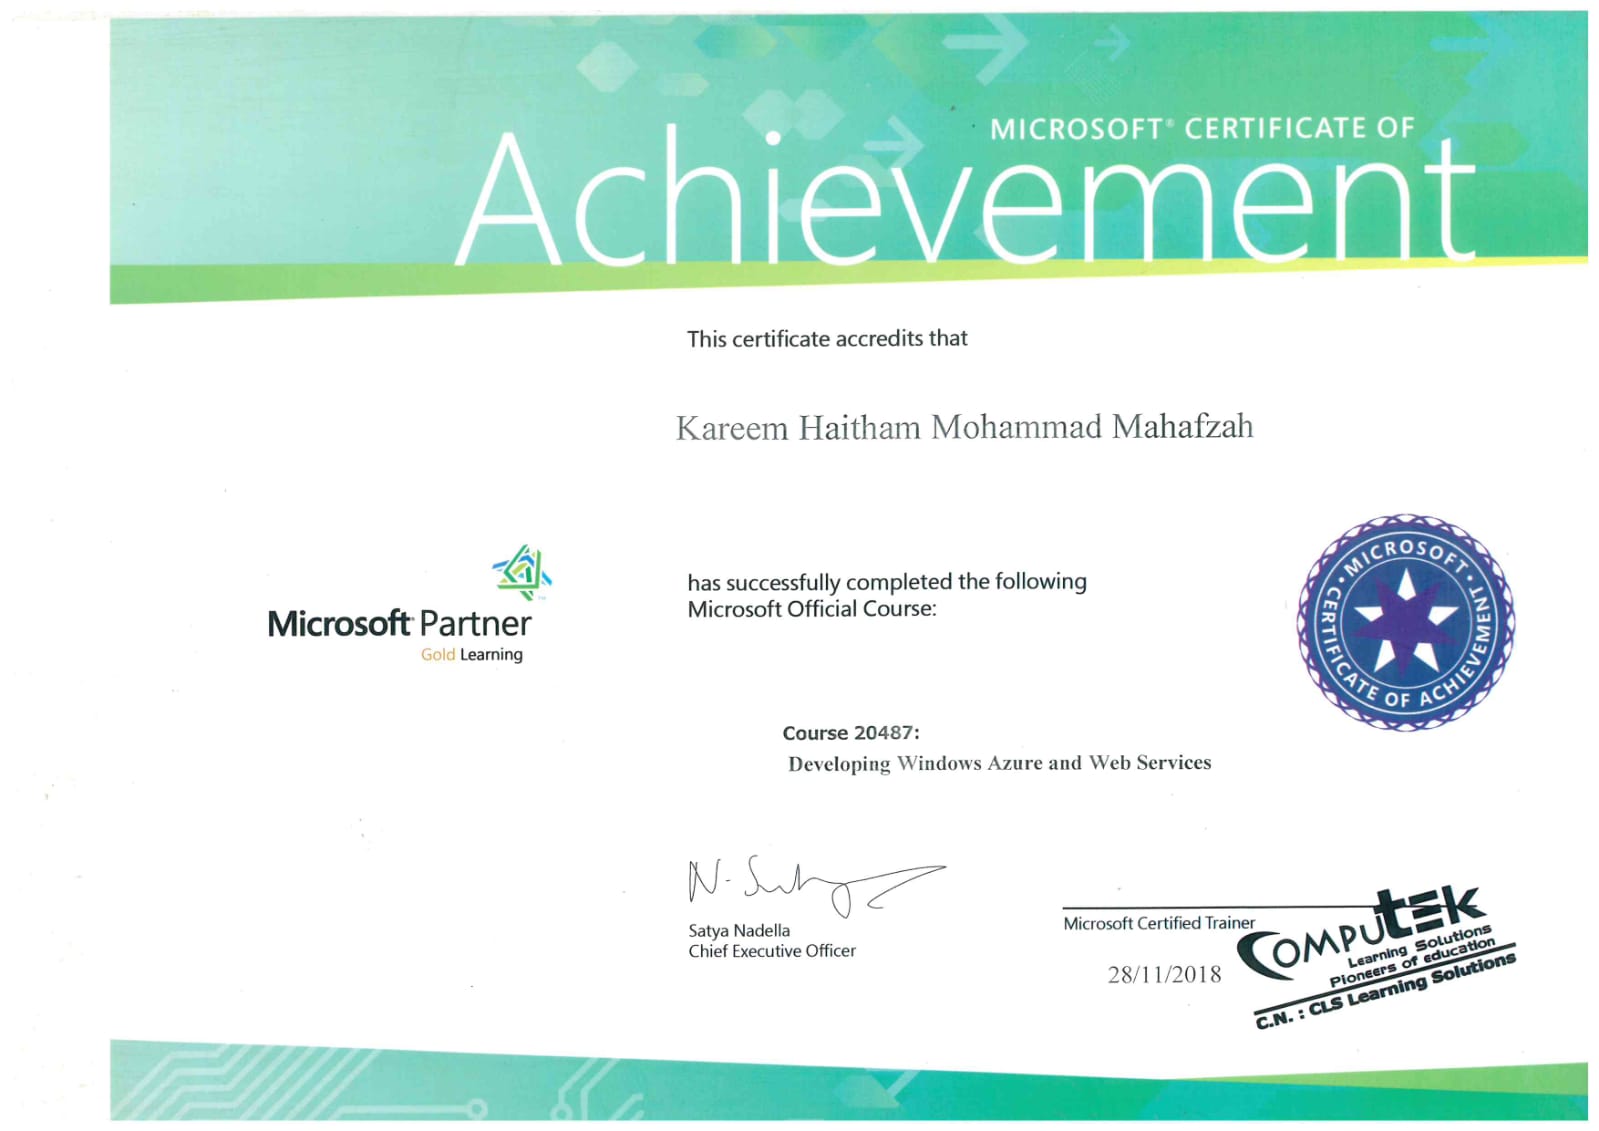 MICROSOFT® CERTIFICATE OF
Achievement
This certificate accredits that
Kareem Haitham Mohammad Mahafzah
has successfully completed the following
Microsoft Official Course:
Microsoft Partner
Gold Learning
MICROSOFT • CERTIFICATE OF ACHIEVEMENT •
Course 20487:
Developing Windows Azure and Web Services
N. Satya
Satya Nadella
Chief Executive Officer
Microsoft Certified Trainer
28/11/2018
COMPUTEK
Learning Solutions
Pioneers of education
C.N. : CLS Learning Solutions